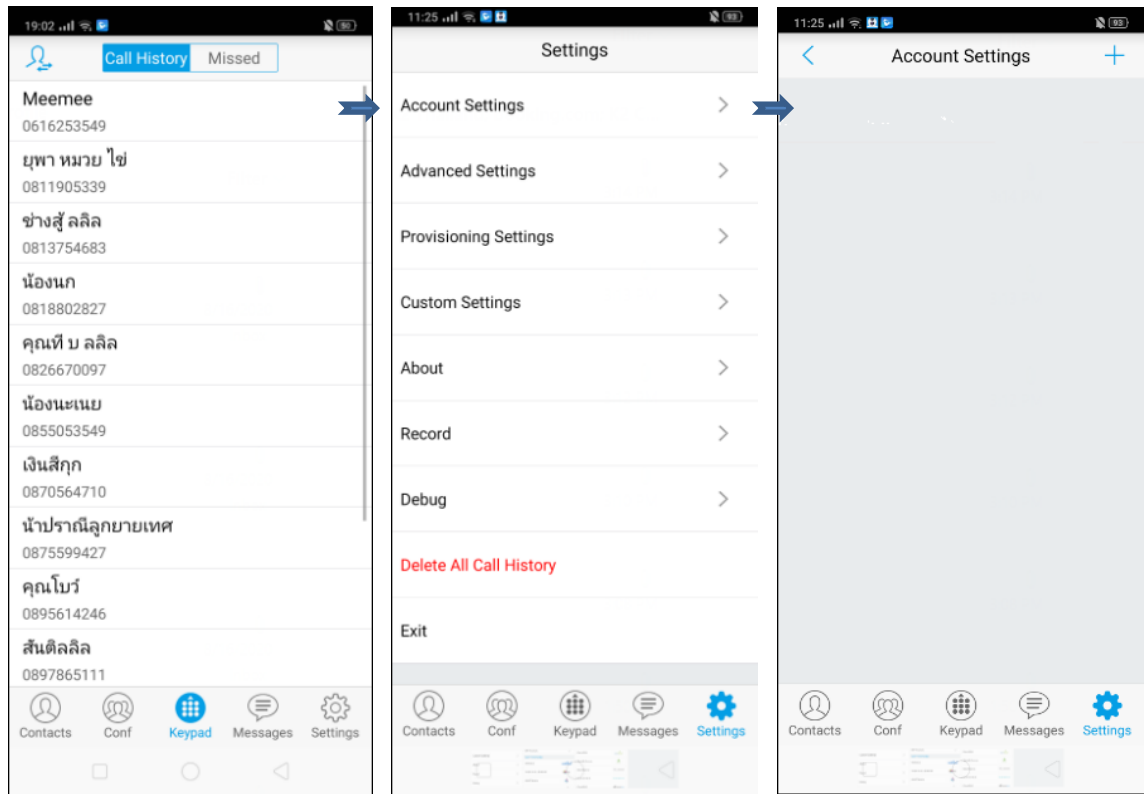 19:02
90
Call History
Missed
Meemee
0616253549
ยุพา หมวย ไข่
0811905339
ช่างสู้ ลลิล
0813754683
น้องนก
0818802827
คุณที บ ลลิล
0826670097
น้องนะเนย
0855053549
เงินสีกุก
0870564710
น้าปราณีลูกยายเทศ
0875599427
คุณโบว์
0895614246
สันติลลิล
0897865111
Contacts
Conf
Keypad
Messages
Settings
11:25
93
Settings
Account Settings
Advanced Settings
Provisioning Settings
Custom Settings
About
Record
Debug
Delete All Call History
Exit
Contacts
Conf
Keypad
Messages
Settings
11:25
93
Account Settings
Contacts
Conf
Keypad
Messages
Settings